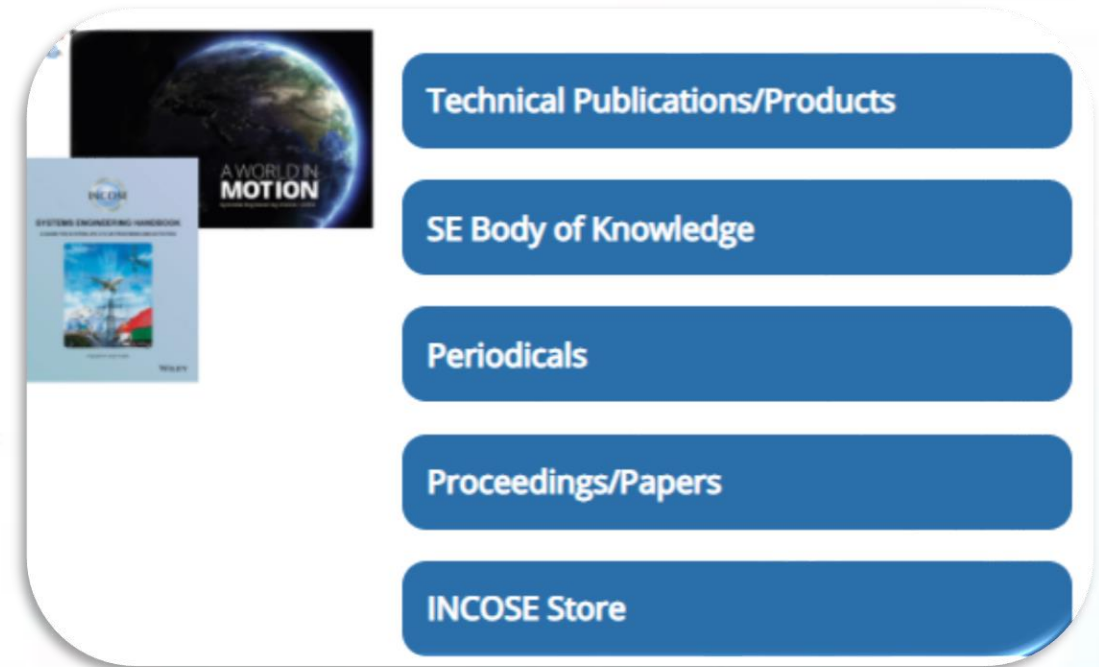 A WORLD IN
MOTION
INCOSE
SYSTEMS ENGINEERING HANDBOOK
WILEY
Technical Publications/Products
SE Body of Knowledge
Periodicals
Proceedings/Papers
INCOSE Store